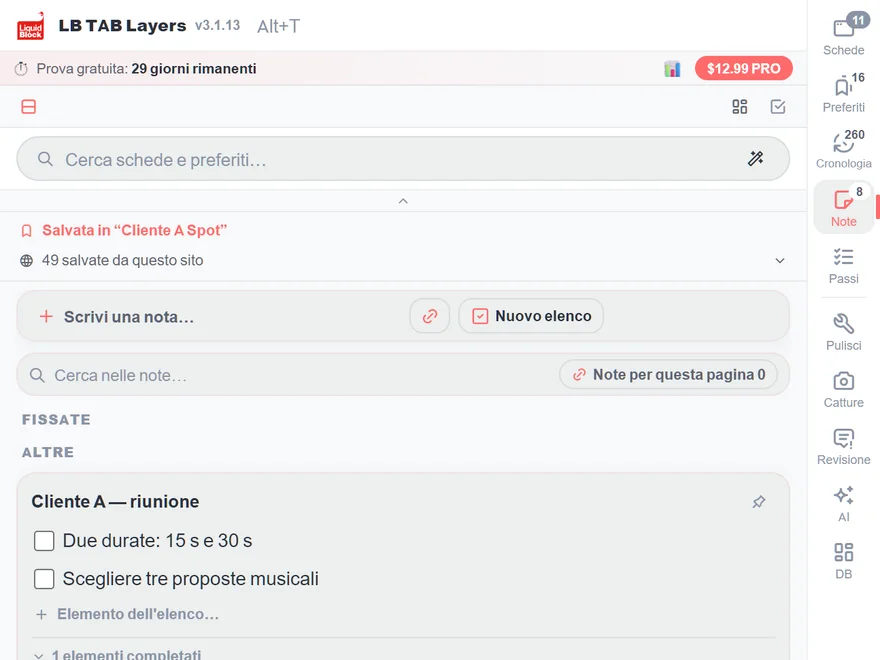 Liquid Block
LB TAB Layers v3.1.13 Alt+T
Prova gratuita: 29 giorni rimanenti
$12.99 PRO
Cerca schede e preferiti…
Salvata in “Cliente A Spot”
49 salvate da questo sito
Scrivi una nota…
Nuovo elenco
Cerca nelle note…
Note per questa pagina 0
FISSATE
ALTRE
Cliente A — riunione
Due durate: 15 s e 30 s
Scegliere tre proposte musicali
Elemento dell'elenco…
1 elementi completati
11
Schede
16
Preferiti
260
Cronologia
8
Note
Passi
Pulisci
Catture
Revisione
AI
DB